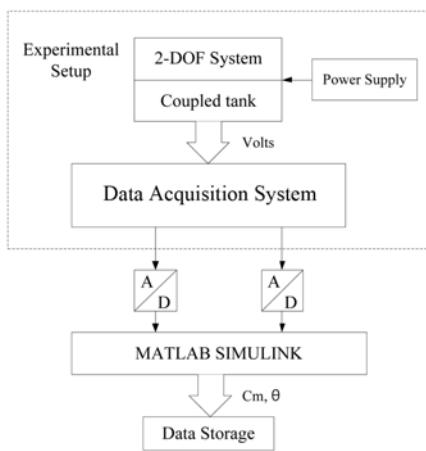 Experimental
Setup
2-DOF System
Coupled tank
Power Supply
Volts
Data Acquisition System
A
D
A
D
MATLAB SIMULINK
Cm, θ
Data Storage